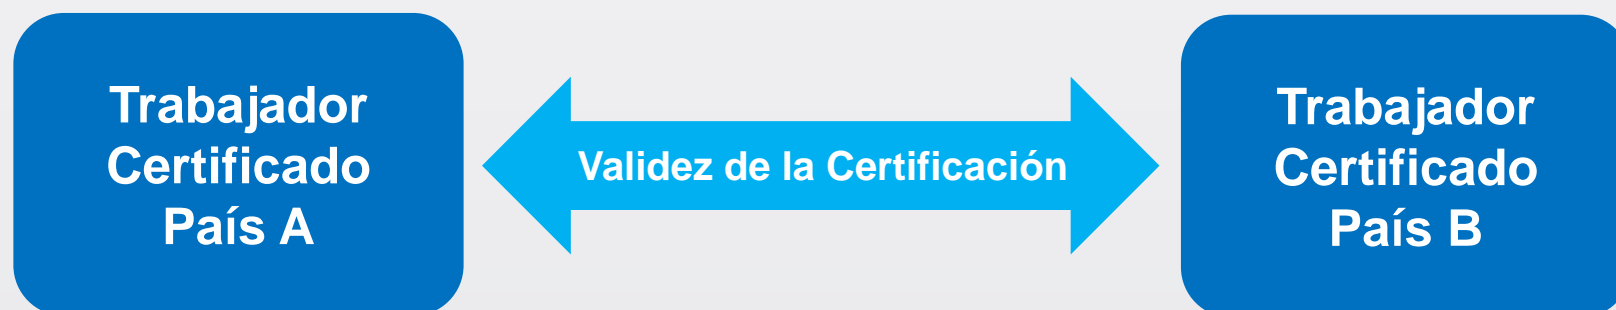 Trabajador
Certificado
País A
Validez de la Certificación
Trabajador
Certificado
País B